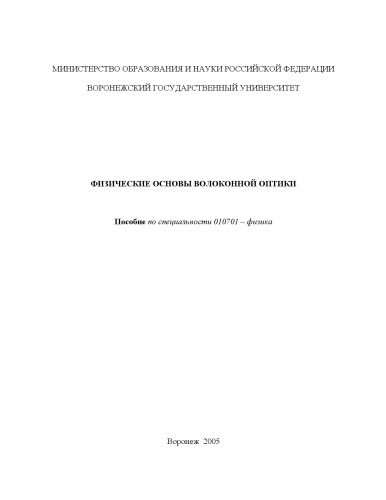 МИНИСТЕРСТВО ОБРАЗОВАНИЯ И НАУКИ РОССИЙСКОЙ ФЕДЕРАЦИИ
ВОРОНЕЖСКИЙ ГОСУДАРСТВЕННЫЙ УНИВЕРСИТЕТ
ФИЗИЧЕСКИЕ ОСНОВЫ ВОЛОКОННОЙ ОПТИКИ
Пособие по специальности 010701 – физика
Воронеж 2005